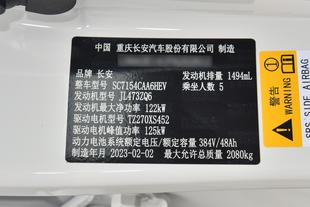 中国 重庆长安汽车股份有限公司 制造
品牌 长安
发动机排量 1494mL
整车型号 SC7154CAA6HEV
乘坐人数 5
发动机型号 JL473ZQ6
发动机最大净功率 122kW
驱动电机型号 TZ270XS452
驱动电机峰值功率 125kW
动力电池系统额定电压/额定容量 384V/48Ah
制造年月 2023-02-02
最大允许总质量 2080kg
警告
SRS SIDE AIRBAG